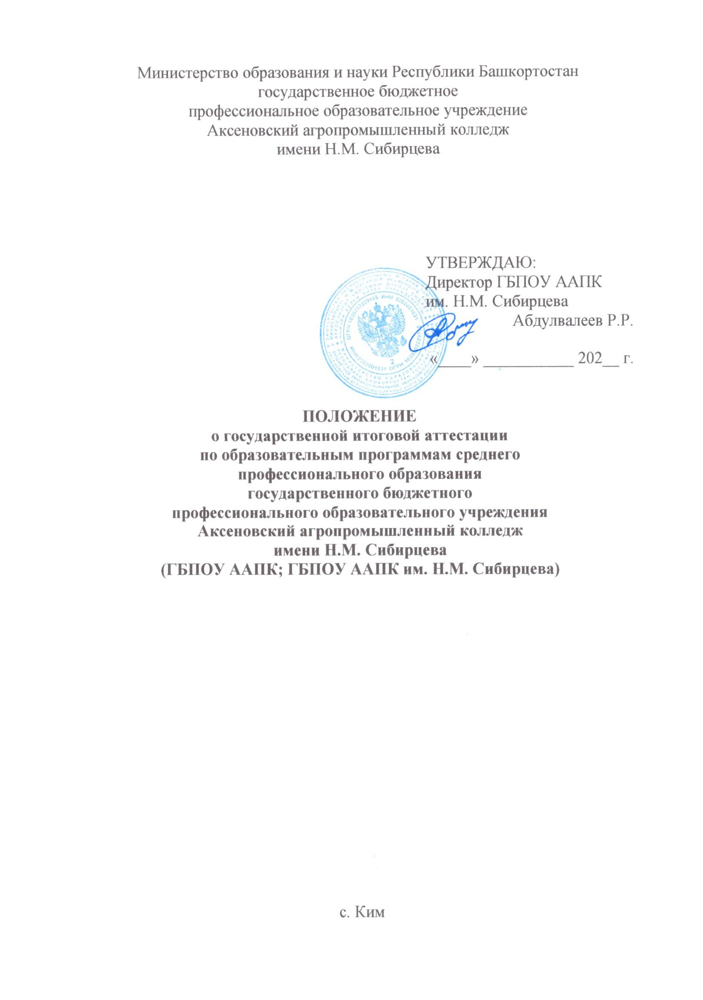 Министерство образования и науки Республики Башкортостан
государственное бюджетное
профессиональное образовательное учреждение
Аксеновский агропромышленный колледж
имени Н.М. Сибирцева
УТВЕРЖДАЮ:
Директор ГБПОУ ААПК
им. Н.М. Сибирцева
Абдулвалеев Р.Р.
«____» ___________ 202__ г.
ОГРН 1030202229155 ИНН 0202001631
ИНН 0202001631 ОГРН 1030202229155
2
ПОЛОЖЕНИЕ
о государственной итоговой аттестации
по образовательным программам среднего
профессионального образования
государственного бюджетного
профессионального образовательного учреждения
Аксеновский агропромышленный колледж
имени Н.М. Сибирцева
(ГБПОУ ААПК; ГБПОУ ААПК им. Н.М. Сибирцева)
с. Ким